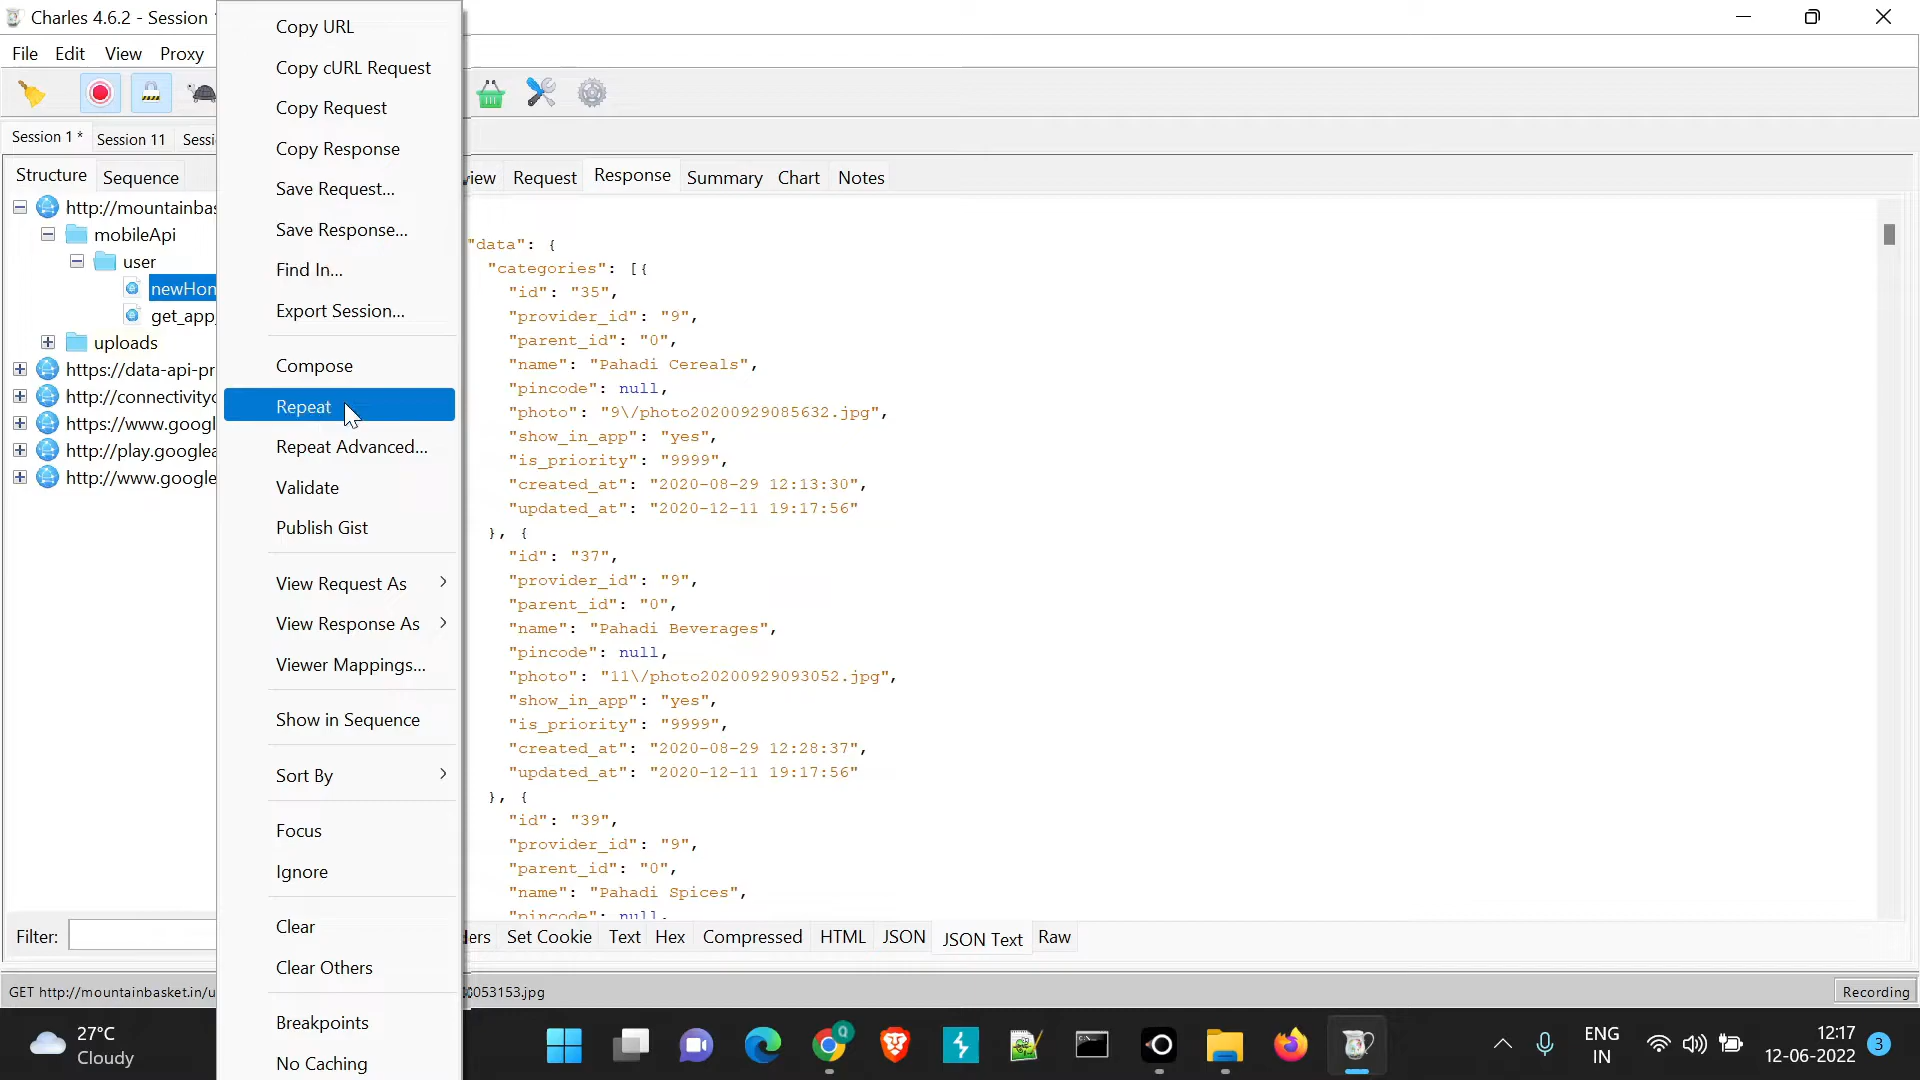 Charles 4.6.2 - Session
File Edit View Proxy
Session 1 * Session 11
Structure Sequence
http://mountainbas
mobileApi
user
newHon
get_app_
uploads
https://data-api-pr
http://connectivityc
https://www.googl
http://play.googlea
http://www.google
Filter:
Copy URL
Copy cURL Request
Copy Request
Copy Response
Save Request...
Save Response...
Find In...
Export Session...
Compose
Repeat
Repeat Advanced...
Validate
Publish Gist
View Request As
View Response As
Viewer Mappings...
Show in Sequence
Sort By
Focus
Ignore
Clear
Clear Others
Breakpoints
No Caching
Request Response Summary Chart Notes
"data": {
"categories": [{
"id": "35",
"provider_id": "9",
"parent_id": "0",
"name": "Pahadi Cereals",
"pincode": null,
"photo": "9\/photo20200929085632.jpg",
"show_in_app": "yes",
"is_priority": "9999",
"created_at": "2020-08-29 12:13:30",
"updated_at": "2020-12-11 19:17:56"
}, {
"id": "37",
"provider_id": "9",
"parent_id": "0",
"name": "Pahadi Beverages",
"pincode": null,
"photo": "11\/photo20200929093052.jpg",
"show_in_app": "yes",
"is_priority": "9999",
"created_at": "2020-08-29 12:28:37",
"updated_at": "2020-12-11 19:17:56"
}, {
"id": "39",
"provider_id": "9",
"parent_id": "0",
"name": "Pahadi Spices",
"pincode": null,
Set Cookie Text Hex Compressed HTML JSON JSON Text Raw
GET http://mountainbasket.in/u 053153.jpg Recording
27°C
Cloudy
ENG
IN
12:17
12-06-2022
3